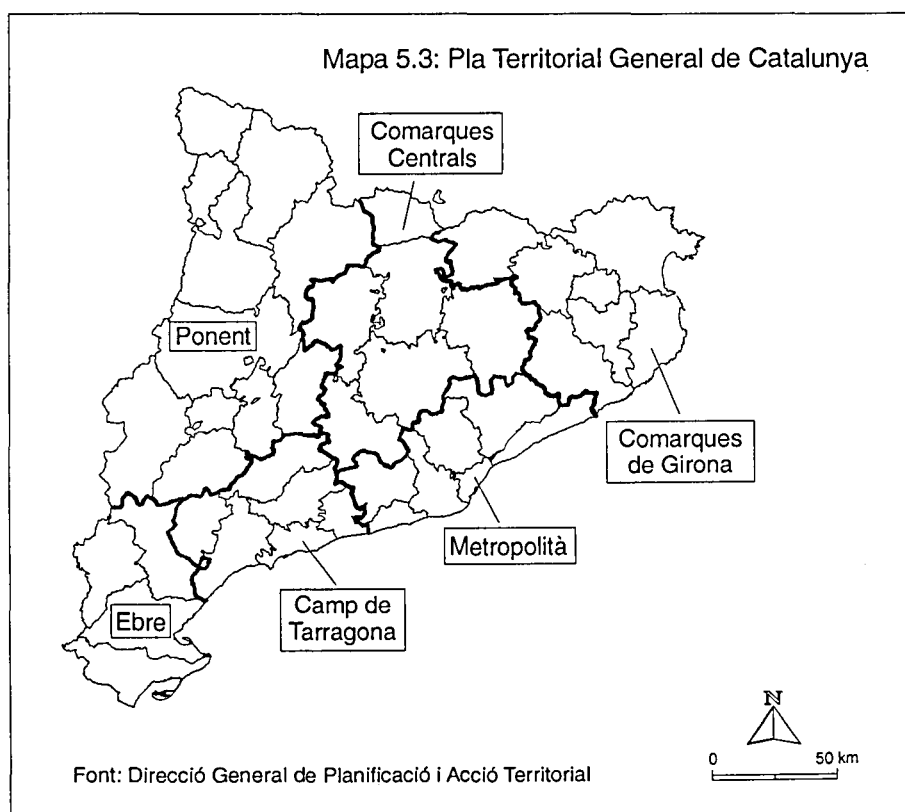 Mapa 5.3: Pla Territorial General de Catalunya
Comarques
Centrals
Ponent
Comarques
de Girona
Metropolità
Camp de
Tarragona
Ebre
N
0 50 km
Font: Direcció General de Planificació i Acció Territorial